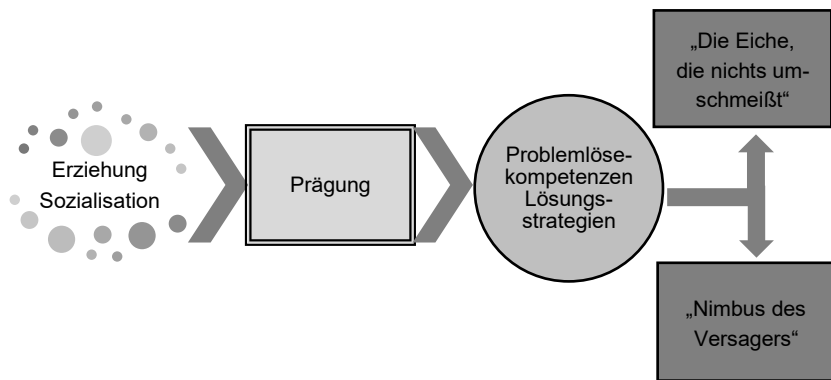 Erziehung
Sozialisation
Prägung
Problemlöse-
kompetenzen
Lösungs-
strategien
„Die Eiche,
die nichts um-
schmeißt“
„Nimbus des
Versagers“